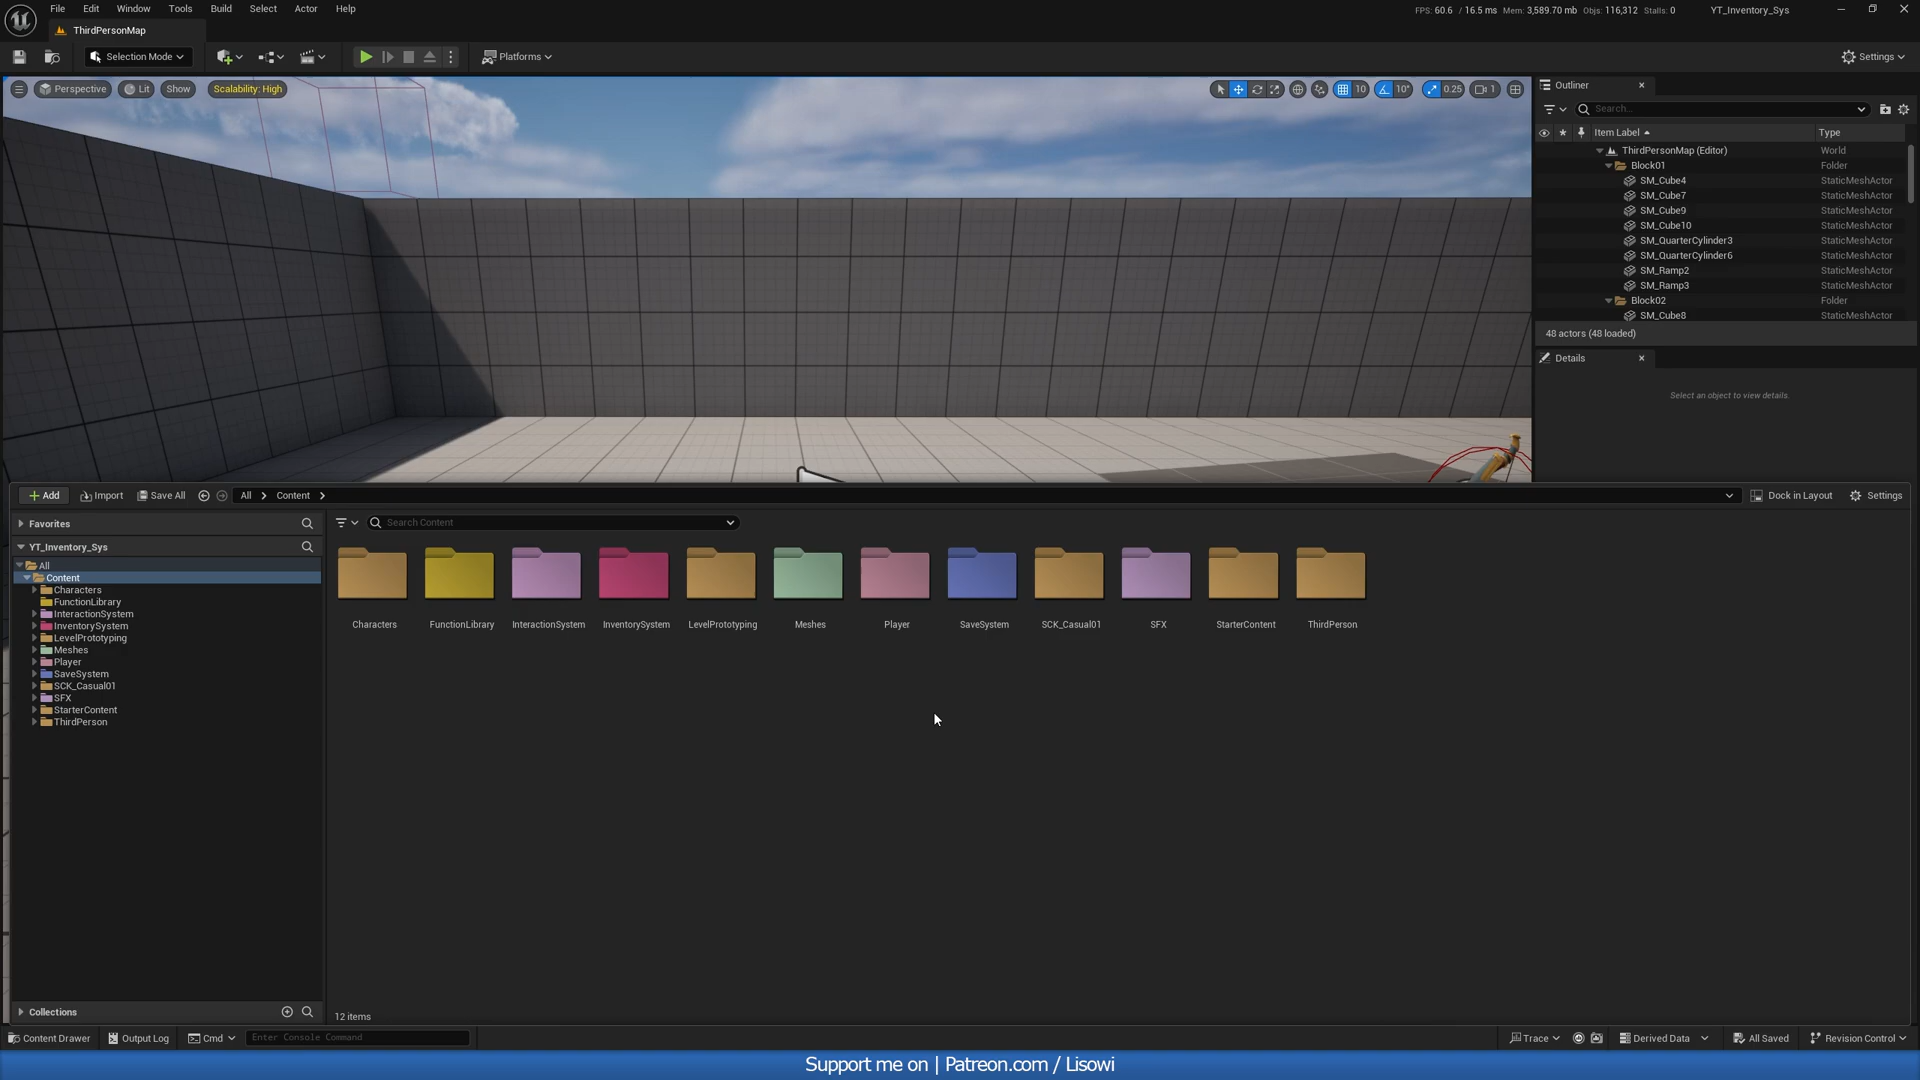 File Edit Window Tools Build Select Actor Help
FPS: 60.6 / 16.5 ms Mem: 3,589.70 mb Objs: 116,312 Stalls: 0 YT_Inventory_Sys
ThirdPersonMap
Selection Mode
Platforms
Settings
Perspective Lit Show Scalability: High
10 10° 0.25 1
Outliner
Search...
Item Label Type
ThirdPersonMap (Editor) World
Block01 Folder
SM_Cube4 StaticMeshActor
SM_Cube7 StaticMeshActor
SM_Cube9 StaticMeshActor
SM_Cube10 StaticMeshActor
SM_QuarterCylinder3 StaticMeshActor
SM_QuarterCylinder6 StaticMeshActor
SM_Ramp2 StaticMeshActor
SM_Ramp3 StaticMeshActor
Block02 Folder
SM_Cube8 StaticMeshActor
48 actors (48 loaded)
Details
Select an object to view details.
Add Import Save All All Content Dock in Layout Settings
Favorites
Search Content
YT_Inventory_Sys
All
Content
Characters
FunctionLibrary
InteractionSystem
InventorySystem
LevelPrototyping
Meshes
Player
SaveSystem
SCK_Casual01
SFX
StarterContent
ThirdPerson
Characters FunctionLibrary InteractionSystem InventorySystem LevelPrototyping Meshes Player SaveSystem SCK_Casual01 SFX StarterContent ThirdPerson
Collections
12 items
Content Drawer Output Log Cmd Enter Console Command Trace Derived Data All Saved Revision Control
Support me on | Patreon.com / Lisowi